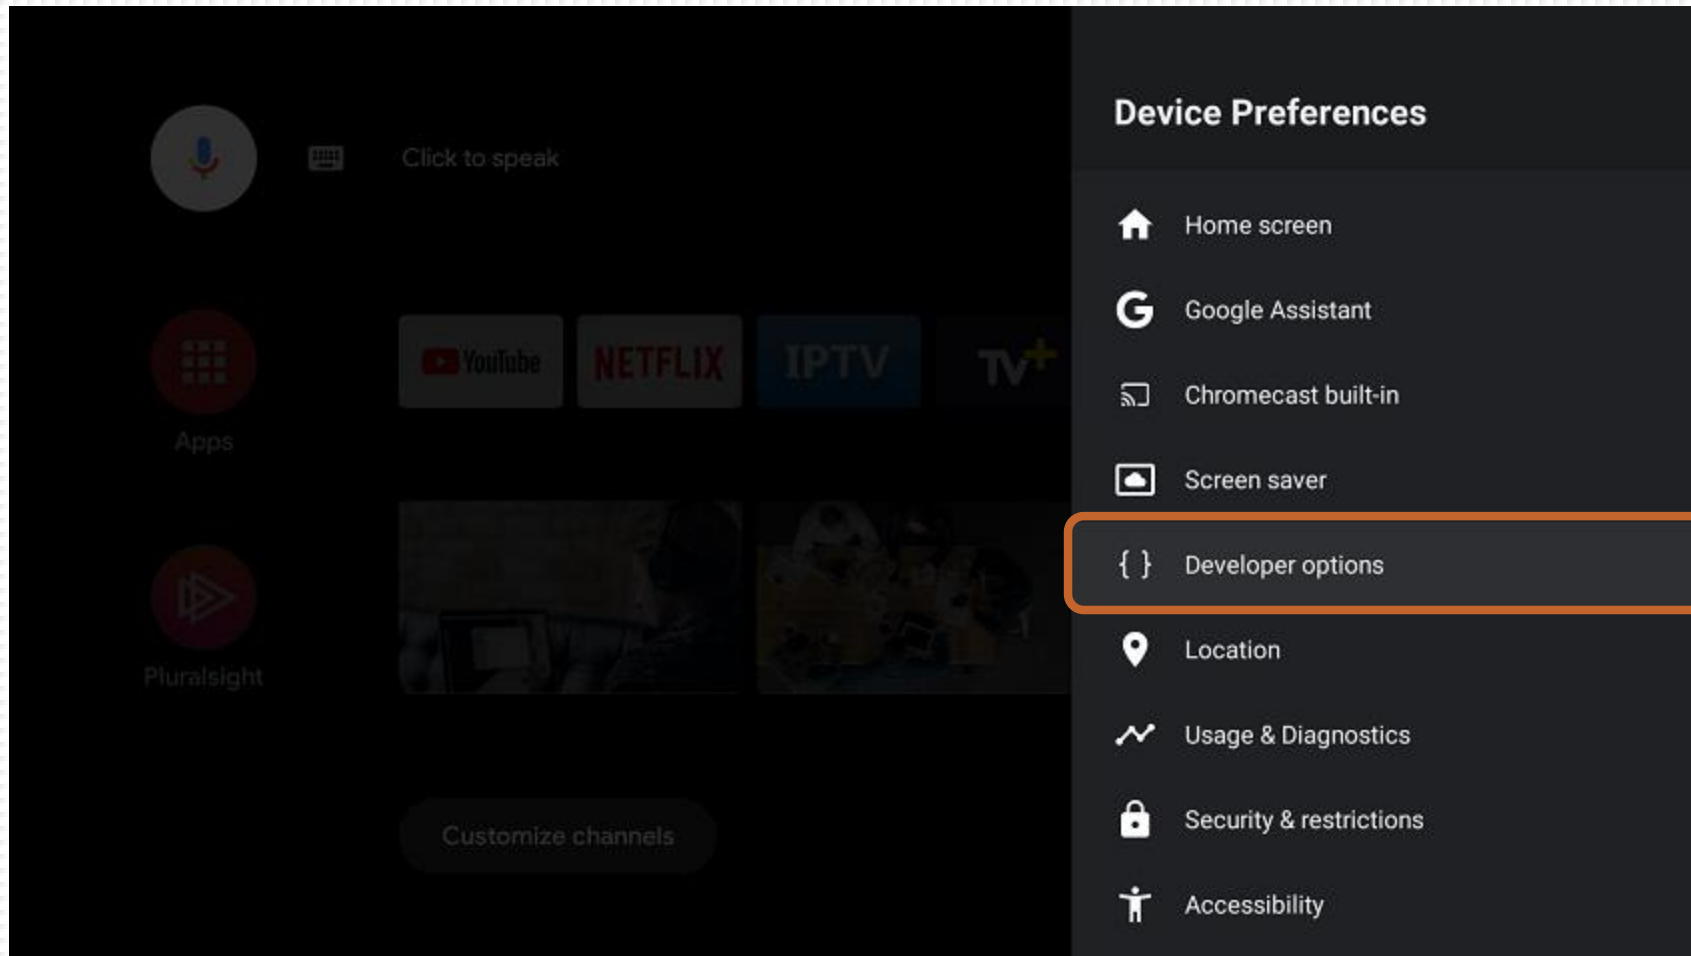 Click to speak
Apps
YouTube
NETFLIX
IPTV
TV+
Pluralsight
Customize channels
Device Preferences
Home screen
Google Assistant
Chromecast built-in
Screen saver
{ } Developer options
Location
Usage & Diagnostics
Security & restrictions
Accessibility